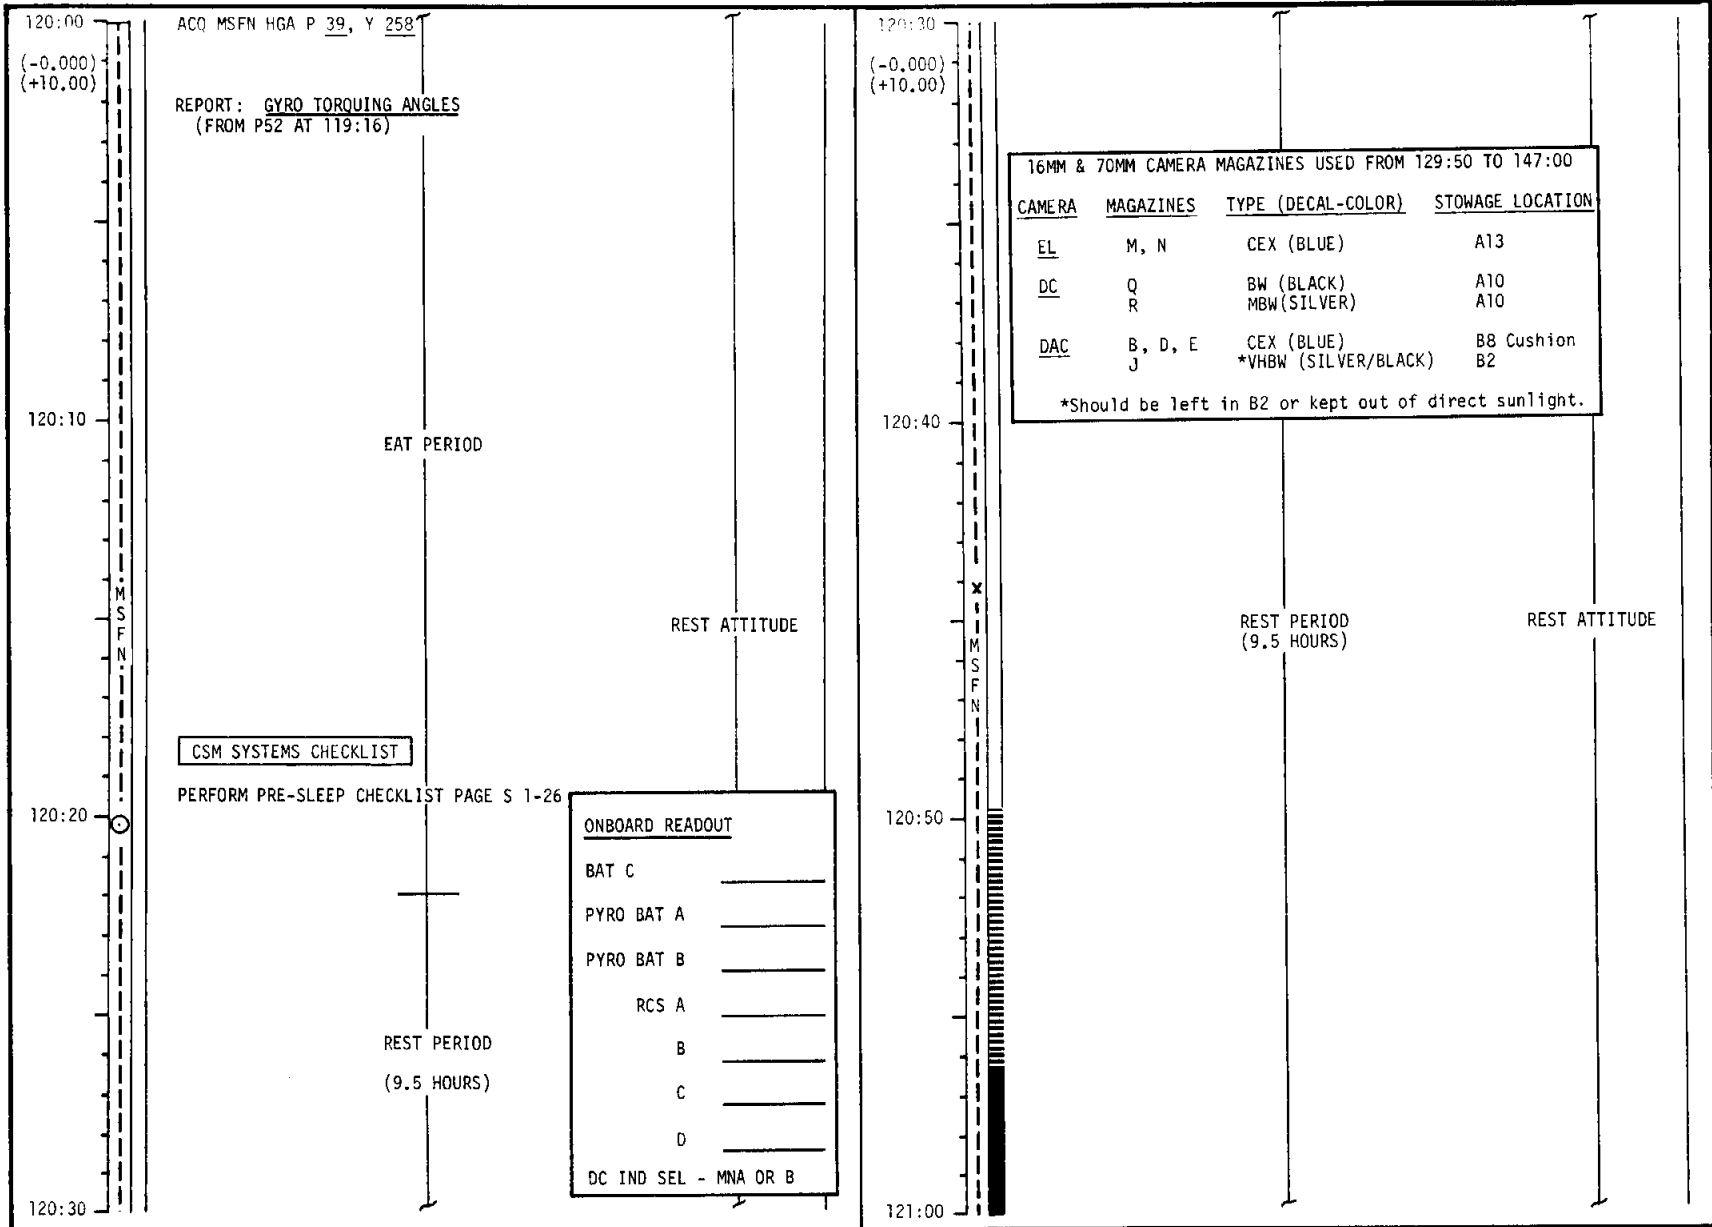 120:00
ACQ MSFN HGA P 39, Y 258
(-0.000)
(+10.00)
REPORT: GYRO TORQUING ANGLES
(FROM P52 AT 119:16)
120:10
EAT PERIOD
MSFN
REST ATTITUDE
CSM SYSTEMS CHECKLIST
PERFORM PRE-SLEEP CHECKLIST PAGE S 1-26
120:20
ONBOARD READOUT
BAT C
PYRO BAT A
PYRO BAT B
RCS A
B
C
D
DC IND SEL - MNA OR B
REST PERIOD
(9.5 HOURS)
120:30
120:30
(-0.000)
(+10.00)
16MM & 70MM CAMERA MAGAZINES USED FROM 129:50 TO 147:00
CAMERA MAGAZINES TYPE (DECAL-COLOR) STOWAGE LOCATION
EL M, N CEX (BLUE) A13
DC Q BW (BLACK) A10
R MBW(SILVER) A10
DAC B, D, E CEX (BLUE) B8 Cushion
J *VHBW (SILVER/BLACK) B2
*Should be left in B2 or kept out of direct sunlight.
120:40
X
MSFN
REST PERIOD
(9.5 HOURS)
REST ATTITUDE
120:50
121:00